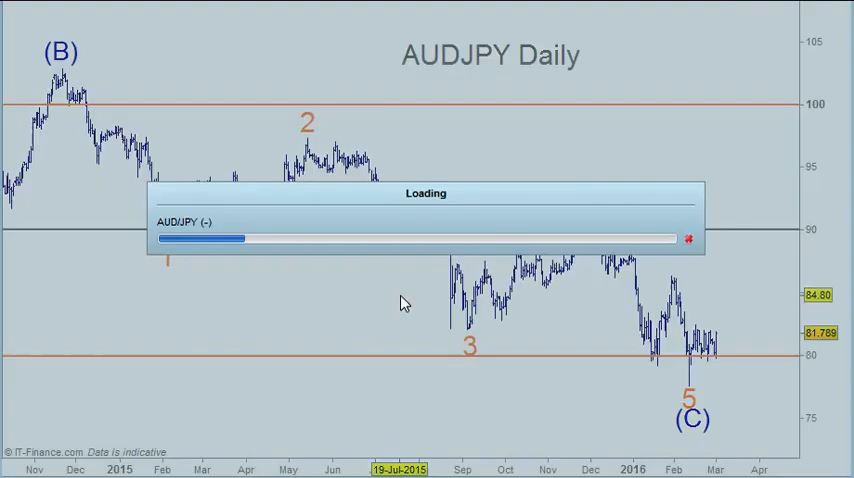 (B)
AUDJPY Daily
105
100
2
95
Loading
AUD/JPY (-)
90
1
84.80
81.789
3
80
5
(C)
75
© IT-Finance.com Data is indicative
Nov Dec 2015 Feb Mar Apr May Jun 19-Jul-2015 Sep Oct Nov Dec 2016 Feb Mar Apr